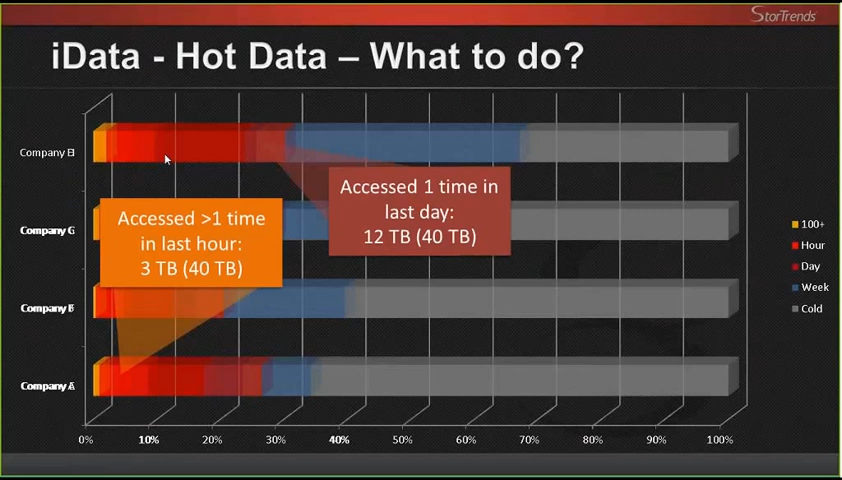 StorTrends
iData - Hot Data – What to do?
Company
Accessed 1 time in
last day:
12 TB (40 TB)
Accessed >1 time
in last hour:
3 TB (40 TB)
Company
Company
Company
100+
Hour
Day
Week
Cold
0% 10% 20% 30% 40% 50% 60% 70% 80% 90% 100%